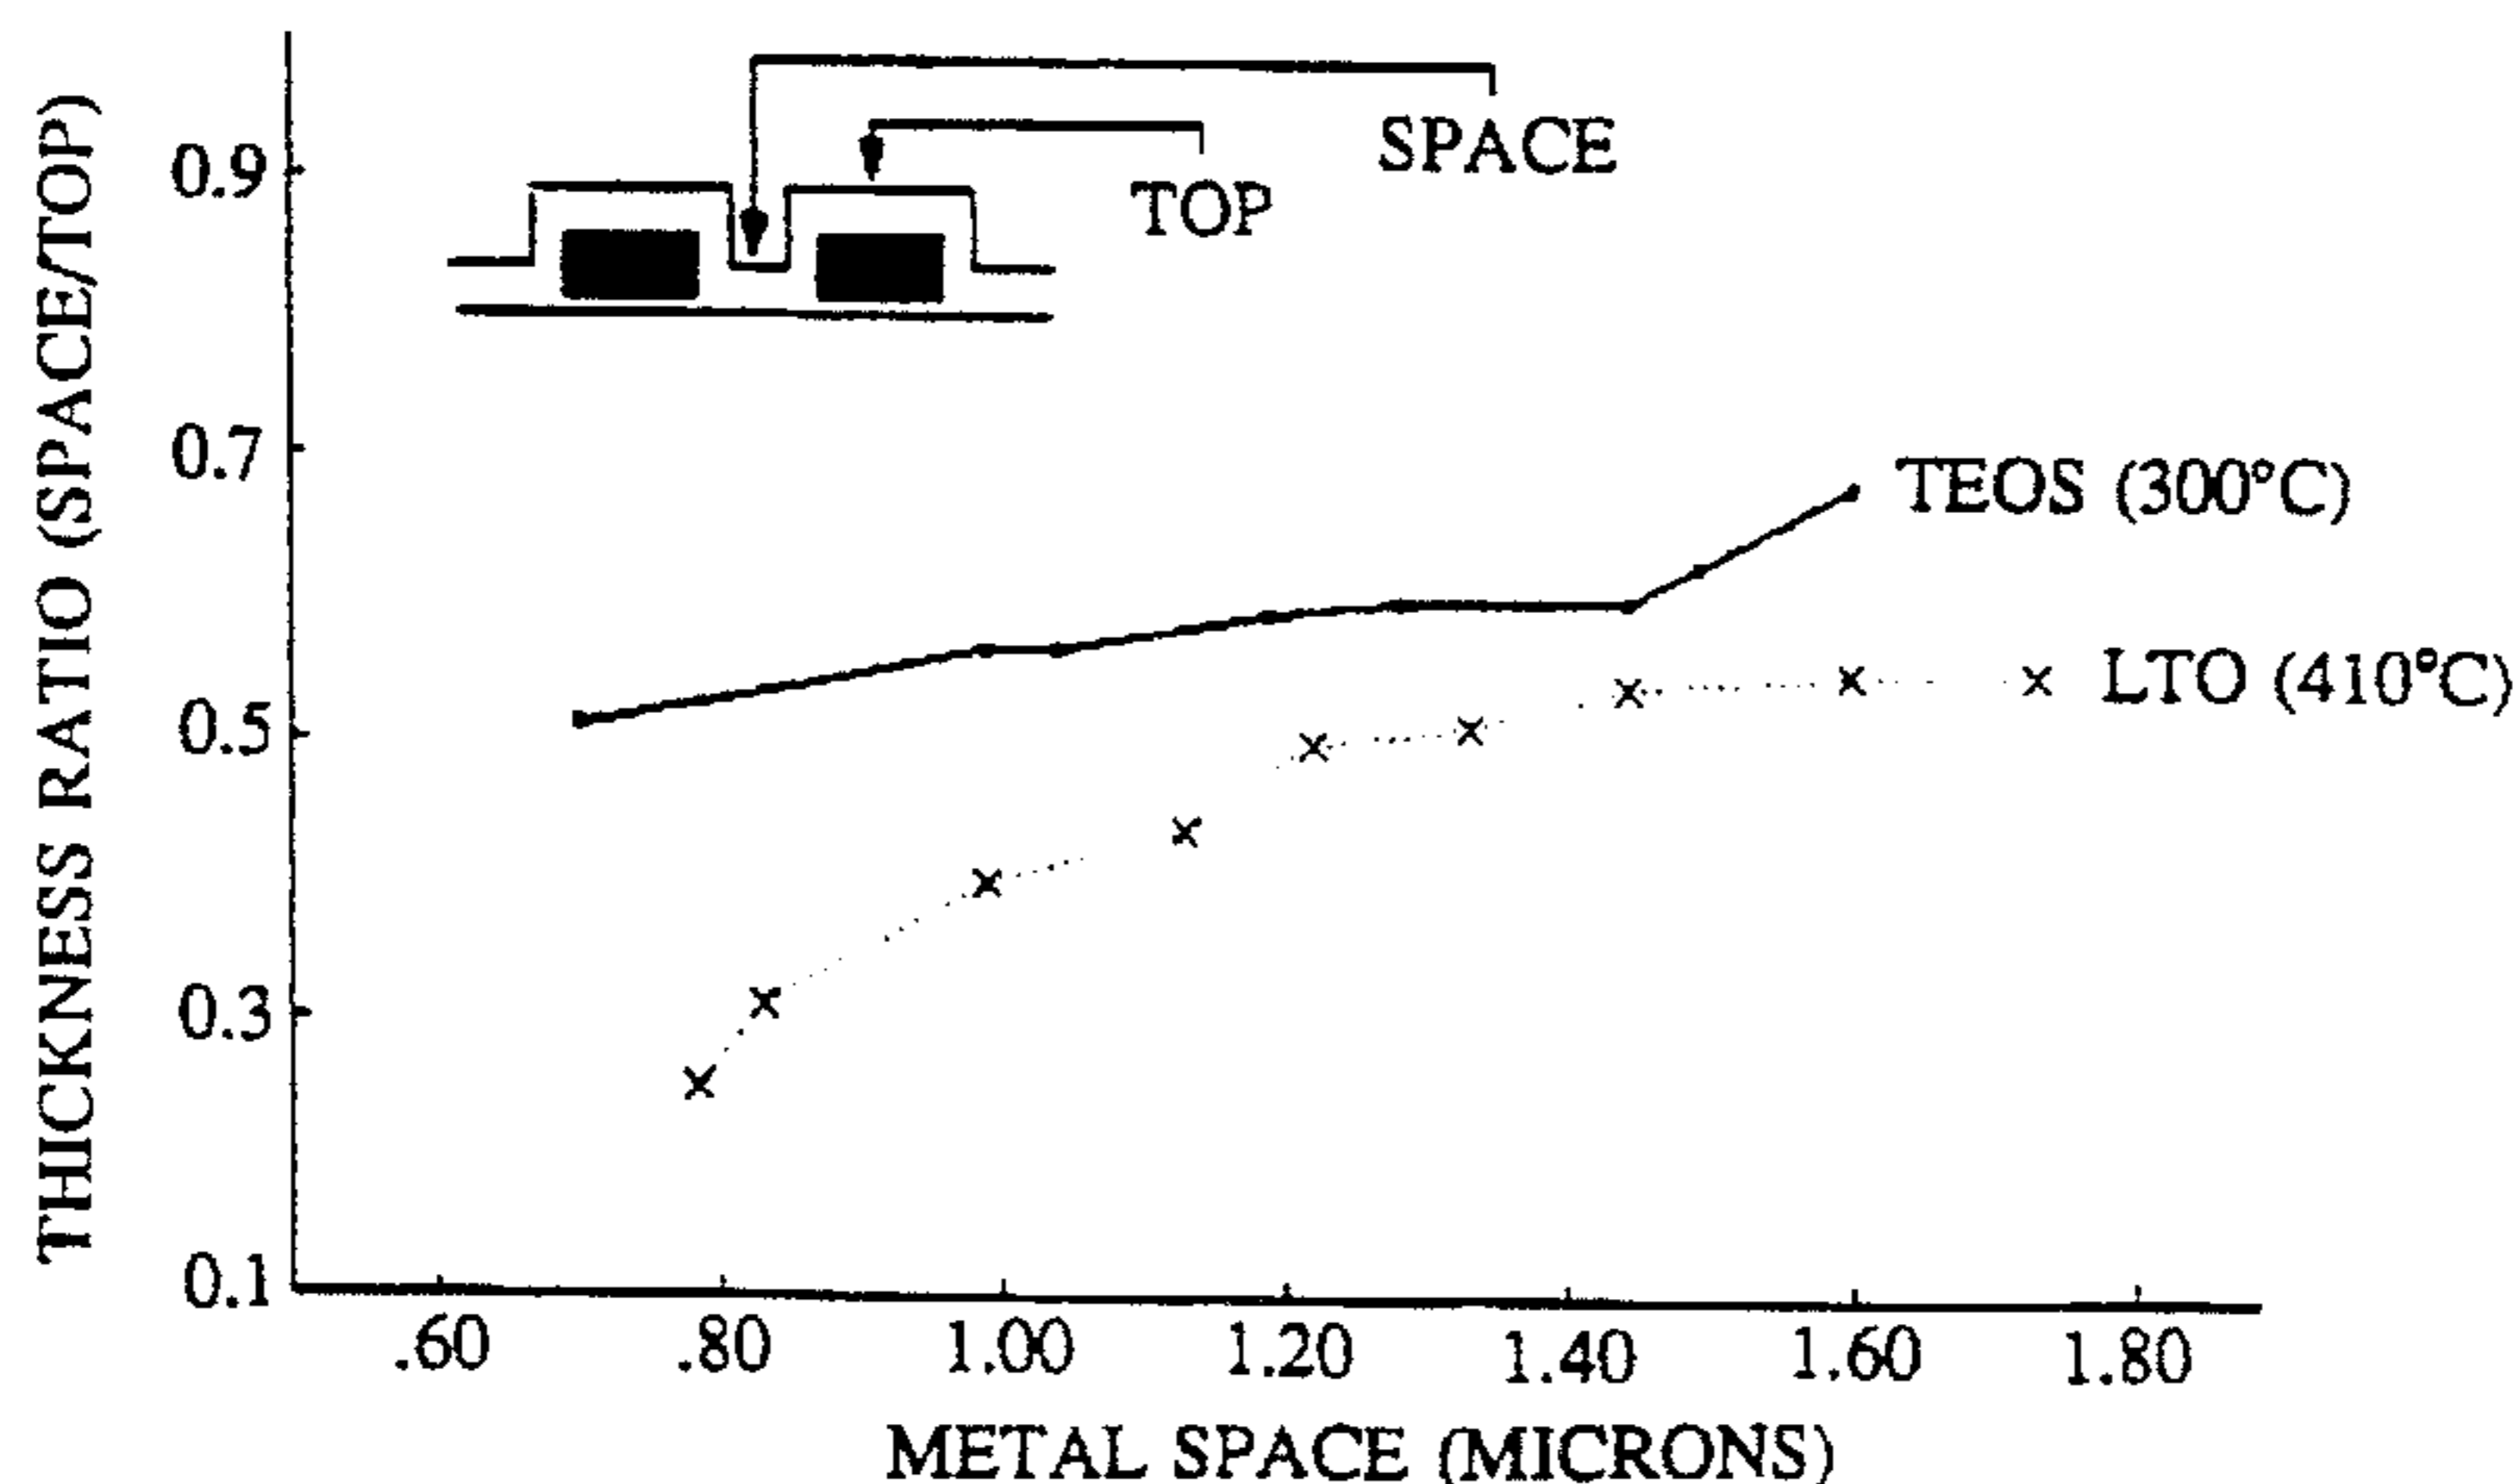 THICKNESS RATIO (SPACE/TOP)
0.9
0.7
0.5
0.3
0.1
SPACE
TOP
TEOS (300°C)
LTO (410°C)
.60 .80 1.00 1.20 1.40 1.60 1.80
METAL SPACE (MICRONS)